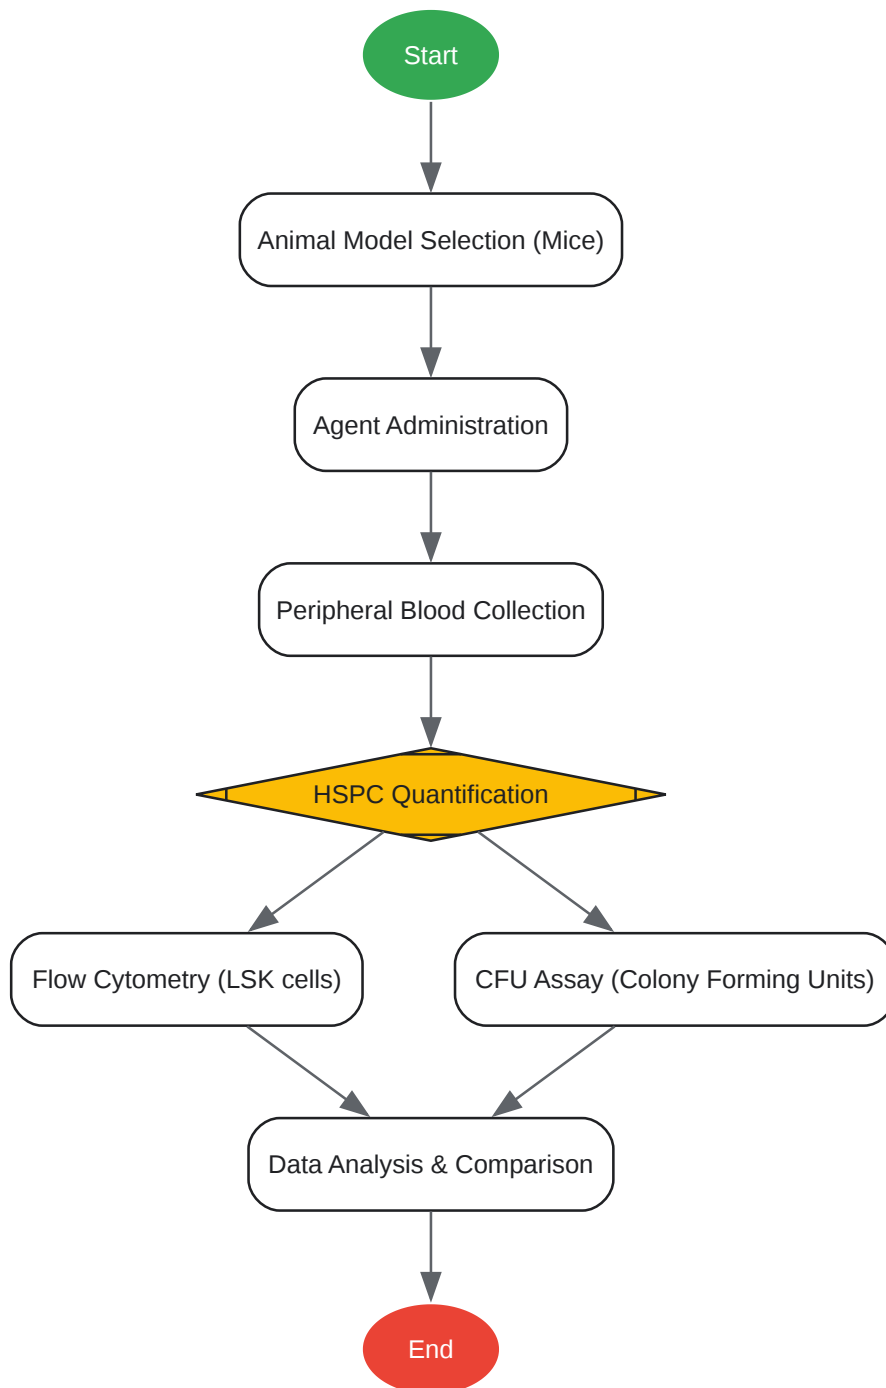 Start
Animal Model Selection (Mice)
Agent Administration
Peripheral Blood Collection
HSPC Quantification
Flow Cytometry (LSK cells)
CFU Assay (Colony Forming Units)
Data Analysis & Comparison
End